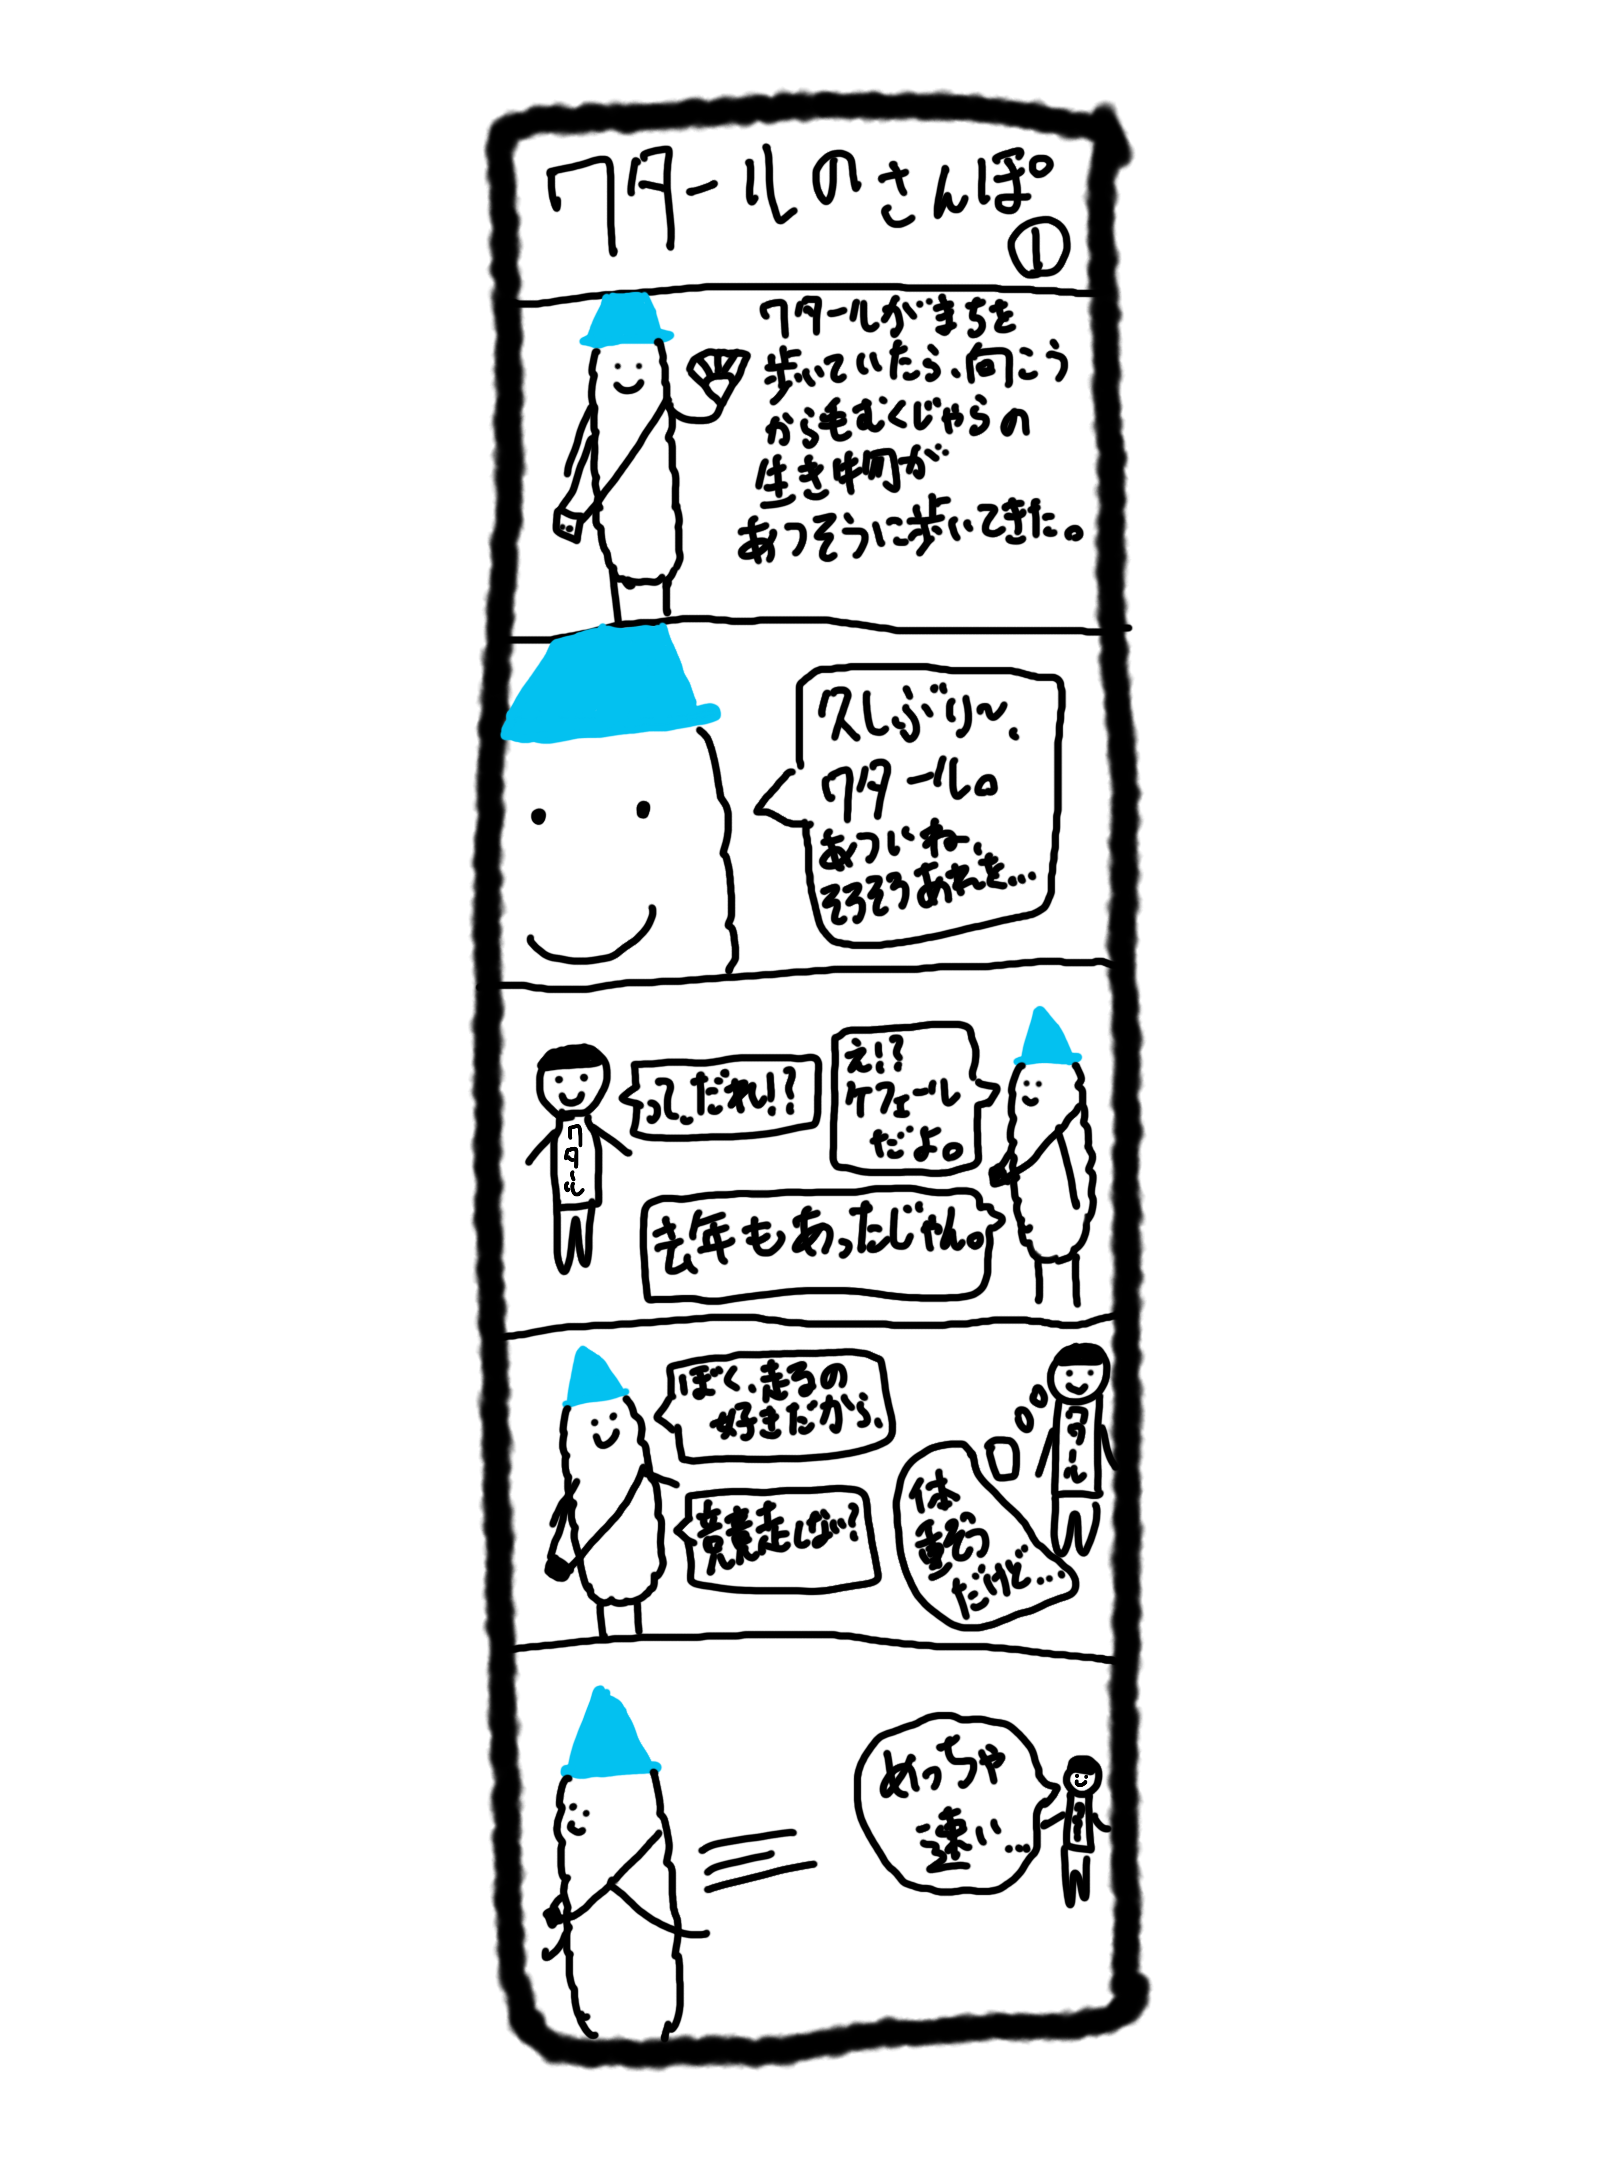 ワタールのさんぽ
①
ワタールがまちを
歩いていたら、向こう
から毛むくじゃらの
生き物が
あつそうに歩いてきた。
久しぶり〜、
ワタール。
あついね、
そろそろあれを…
って、だれ!?
え!?
ケフェール
だよ。
ワタール
去年もあったじゃん。
ぼく、走るの
好きだから、
競走しない?
ワタール
体
重そう
だけど…
めっちゃ
速い…